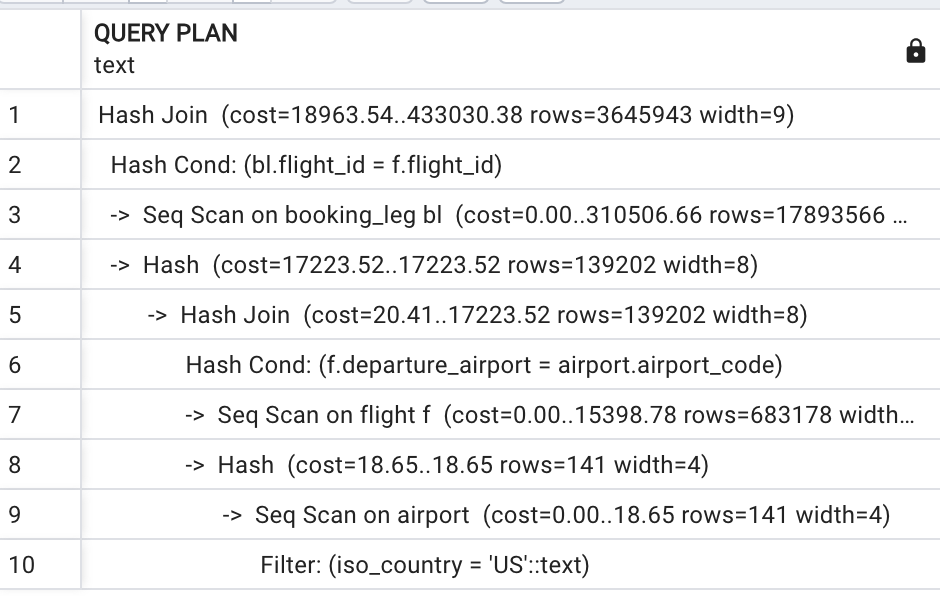 QUERY PLAN
text
1 Hash Join (cost=18963.54..433030.38 rows=3645943 width=9)
2 Hash Cond: (bl.flight_id = f.flight_id)
3 -> Seq Scan on booking_leg bl (cost=0.00..310506.66 rows=17893566 ...
4 -> Hash (cost=17223.52..17223.52 rows=139202 width=8)
5 -> Hash Join (cost=20.41..17223.52 rows=139202 width=8)
6 Hash Cond: (f.departure_airport = airport.airport_code)
7 -> Seq Scan on flight f (cost=0.00..15398.78 rows=683178 width...
8 -> Hash (cost=18.65..18.65 rows=141 width=4)
9 -> Seq Scan on airport (cost=0.00..18.65 rows=141 width=4)
10 Filter: (iso_country = 'US'::text)